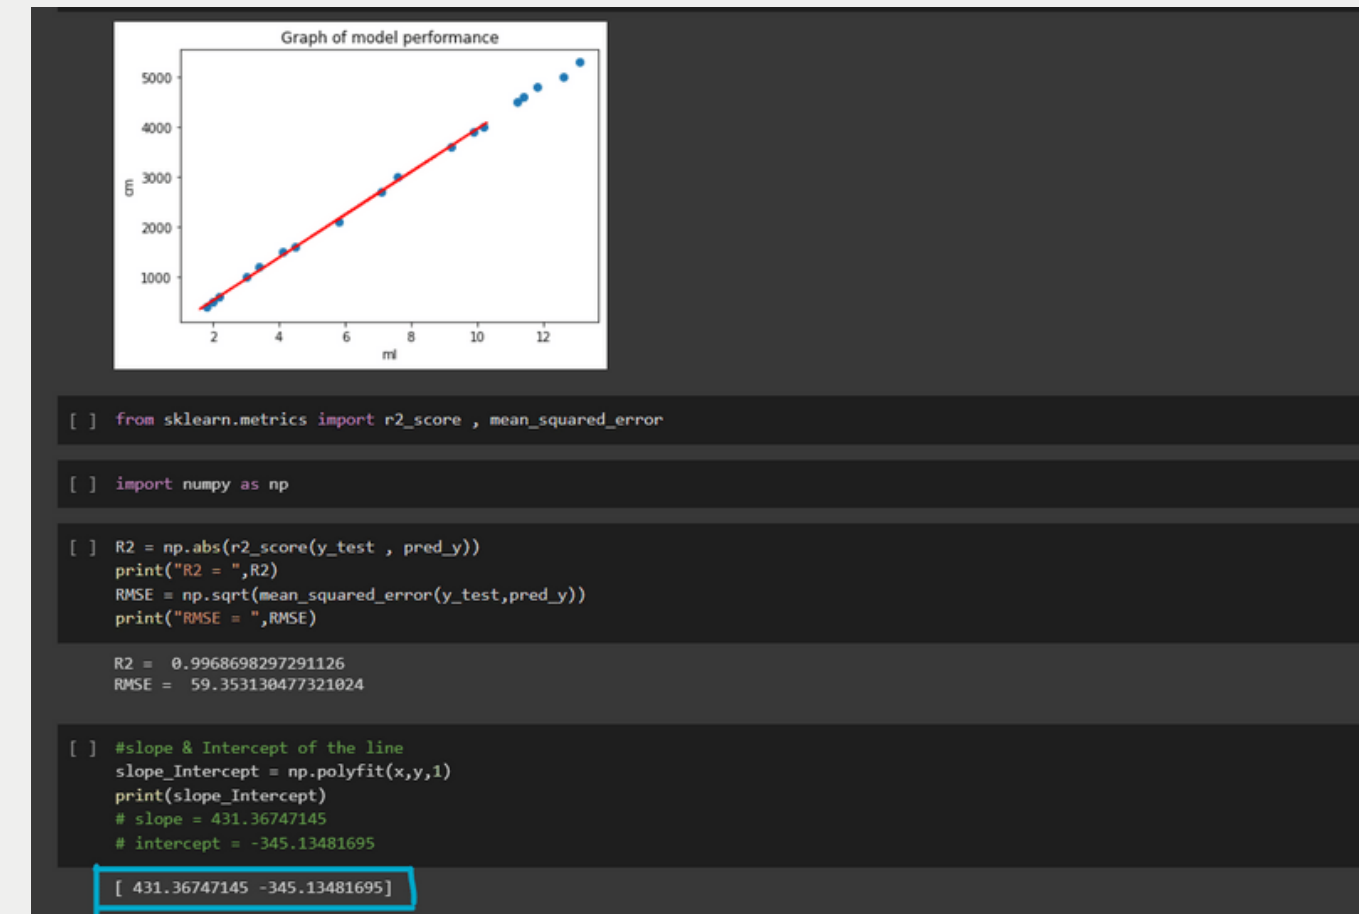 Graph of model performance
5000
4000
3000
2000
1000
cm
2 4 6 8 10 12
ml
[ ] from sklearn.metrics import r2_score , mean_squared_error
[ ] import numpy as np
[ ] R2 = np.abs(r2_score(y_test , pred_y))
print("R2 = ",R2)
RMSE = np.sqrt(mean_squared_error(y_test,pred_y))
print("RMSE = ",RMSE)
R2 =  0.9968698297291126
RMSE =  59.353130477321024
[ ] #slope & Intercept of the line
slope_Intercept = np.polyfit(x,y,1)
print(slope_Intercept)
# slope = 431.36747145
# intercept = -345.13481695
[ 431.36747145 -345.13481695]